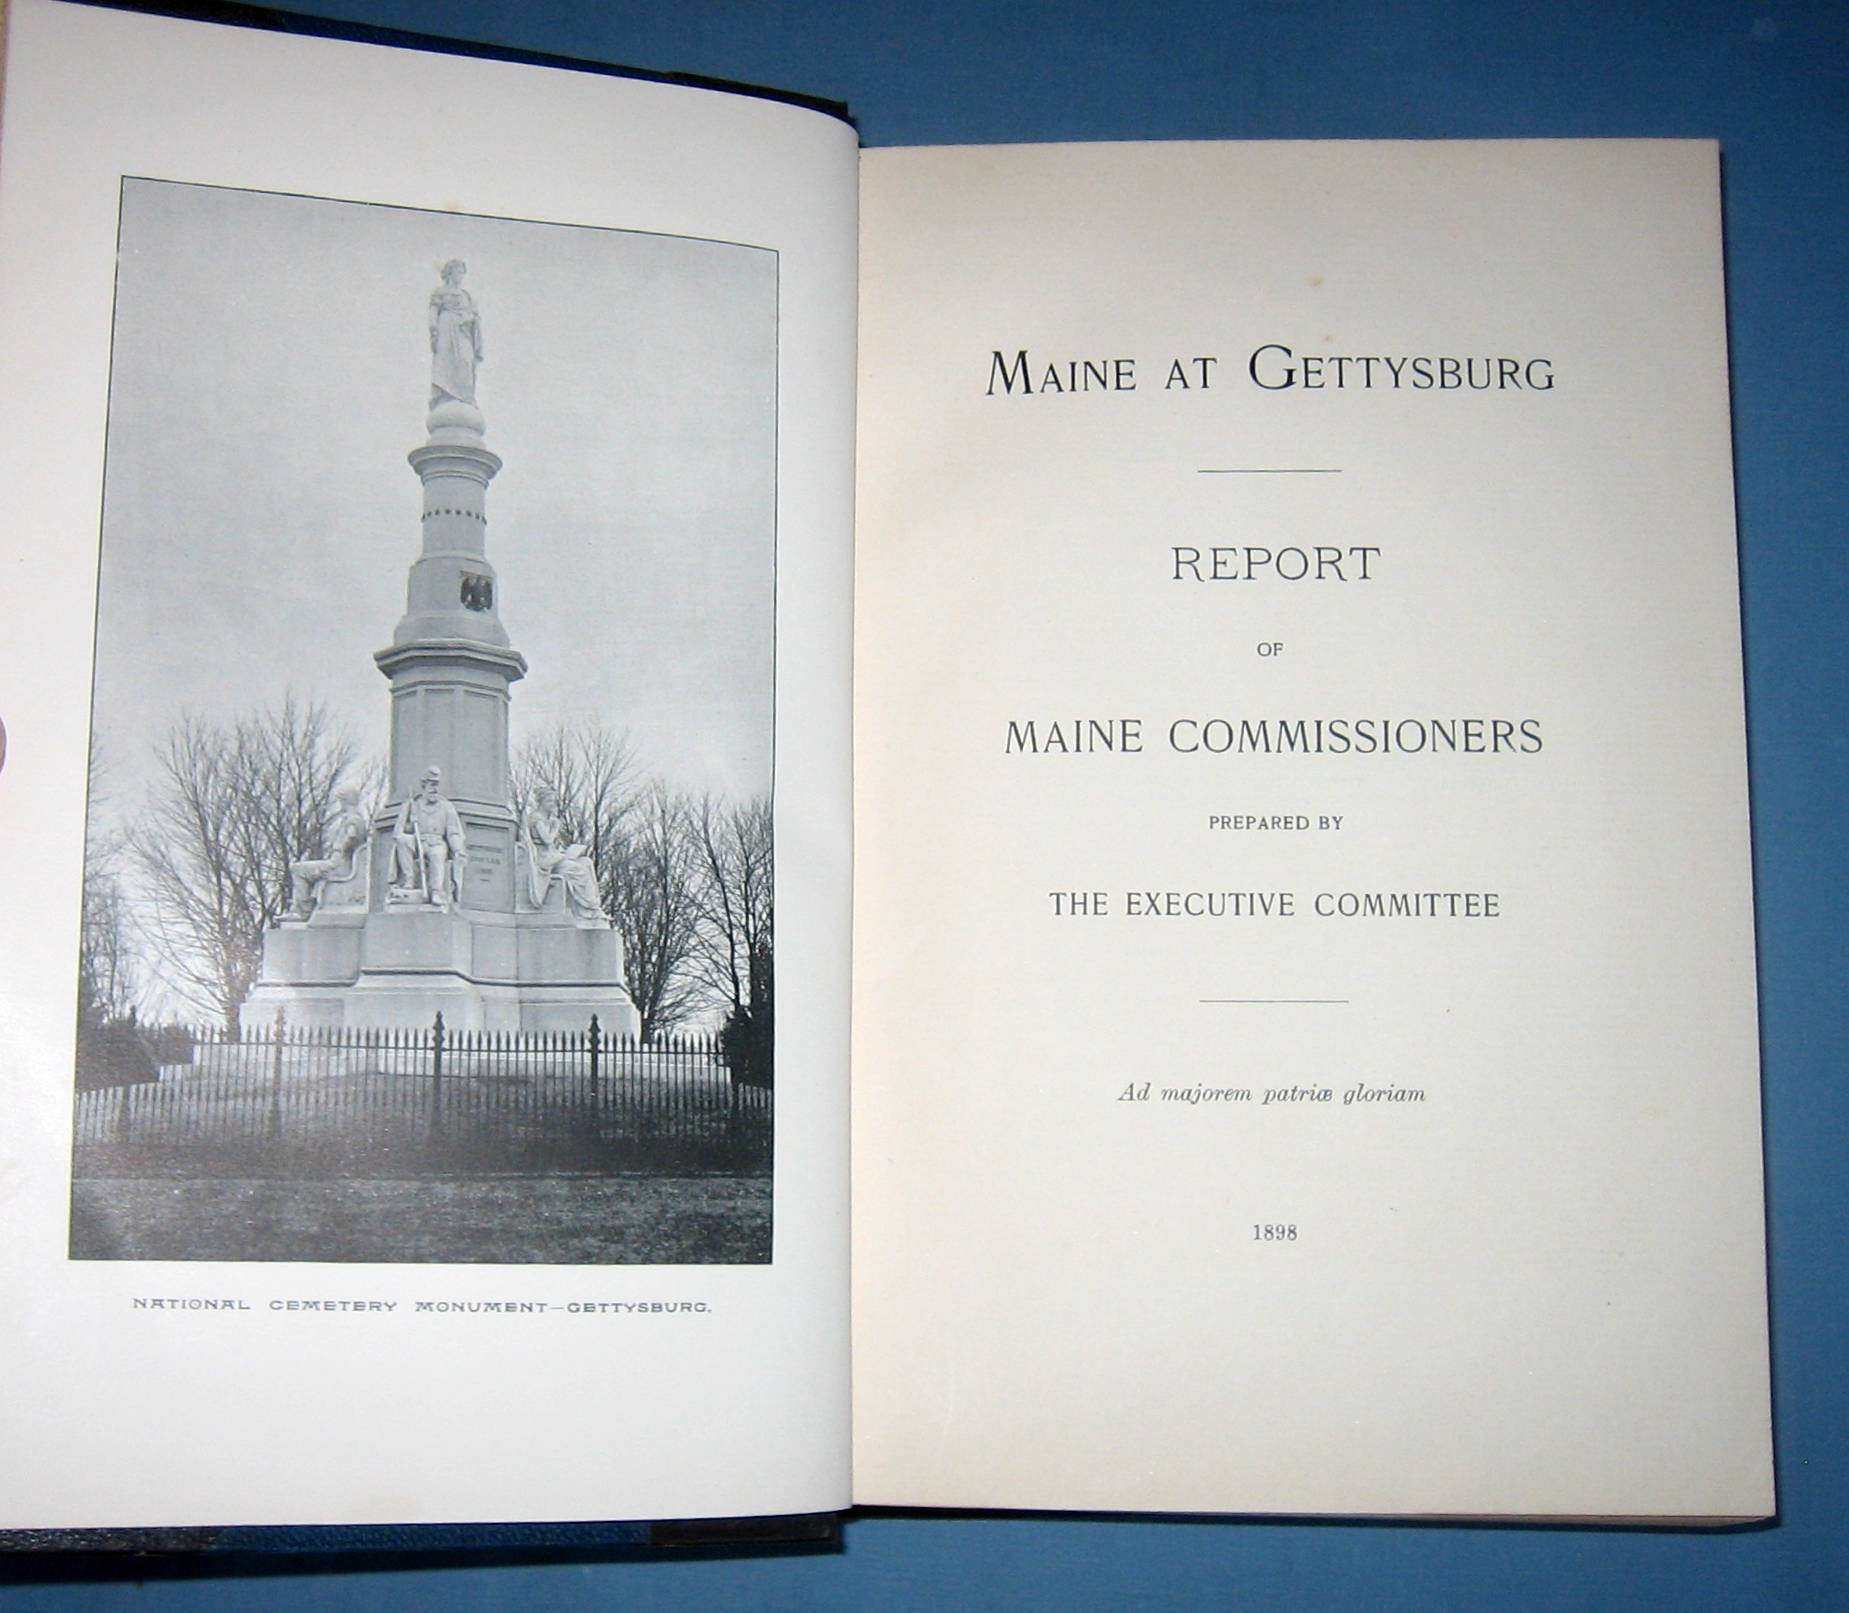 NATIONAL CEMETERY MONUMENT—GETTYSBURG.
MAINE AT GETTYSBURG
REPORT
OF
MAINE COMMISSIONERS
PREPARED BY
THE EXECUTIVE COMMITTEE
Ad majorem patriæ gloriam
1898